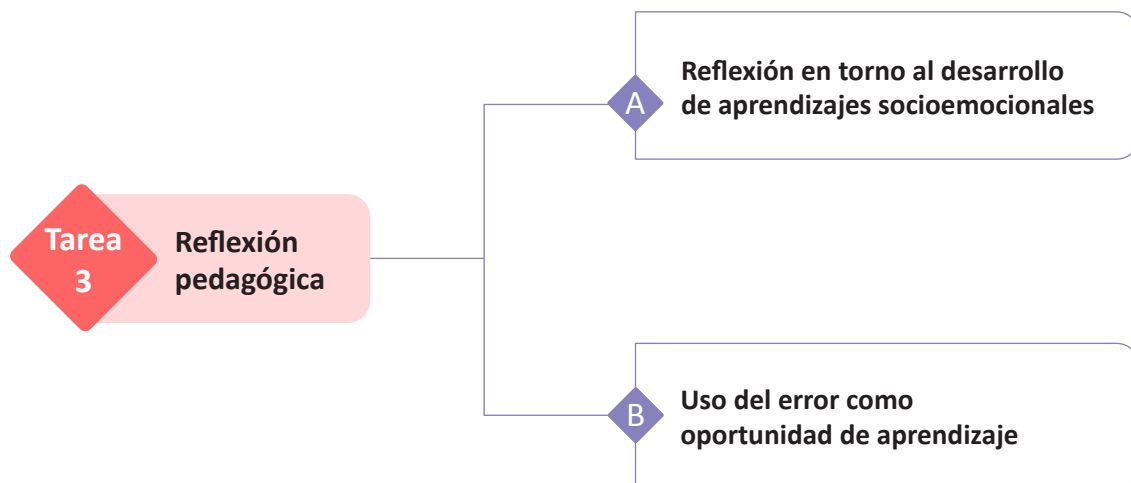 Tarea
3
Reflexión
pedagógica
A
Reflexión en torno al desarrollo
de aprendizajes socioemocionales
B
Uso del error como
oportunidad de aprendizaje